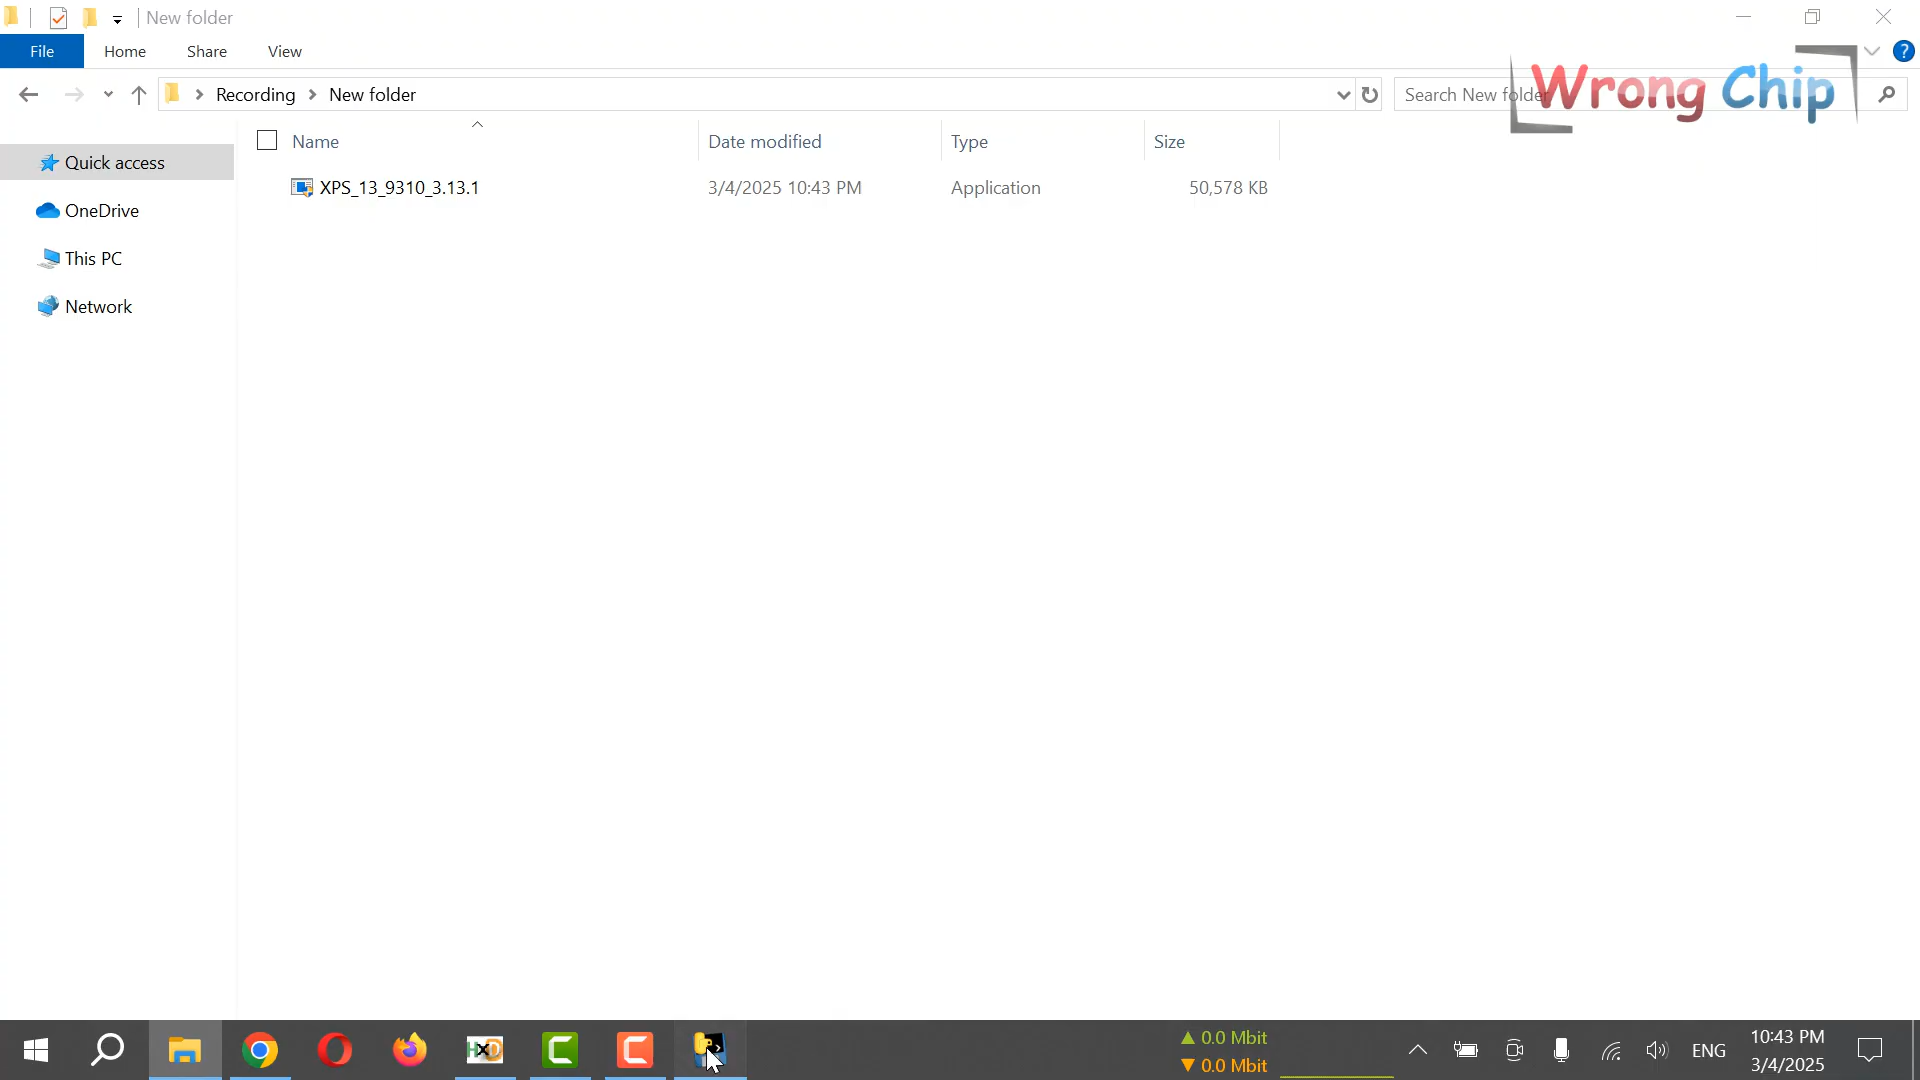 New folder
File Home Share View
Recording New folder
Search New folder
Wrong Chip
Name Date modified Type Size
XPS_13_9310_3.13.1 3/4/2025 10:43 PM Application 50,578 KB
Quick access
OneDrive
This PC
Network
0.0 Mbit
0.0 Mbit
ENG
10:43 PM
3/4/2025